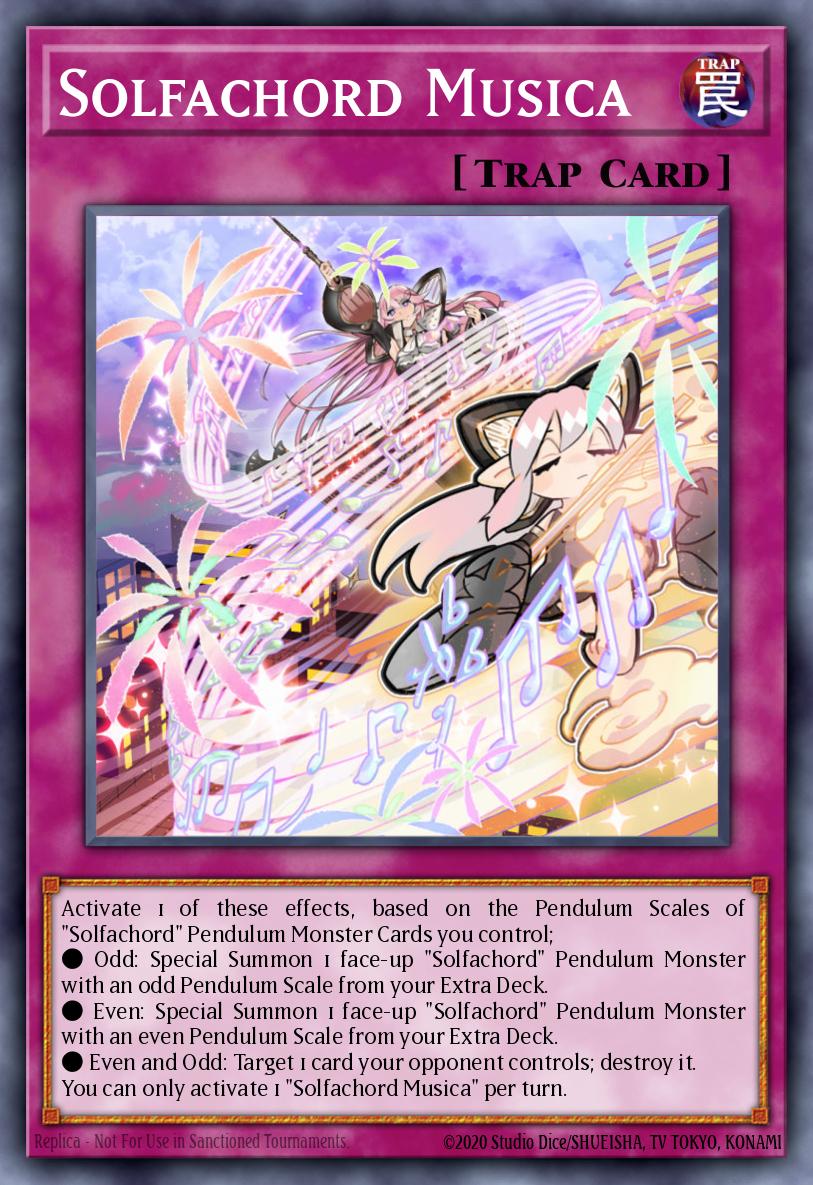 Solfachord Musica
TRAP
罠
[Trap Card]
Activate 1 of these effects, based on the Pendulum Scales of
"Solfachord" Pendulum Monster Cards you control;
● Odd: Special Summon 1 face-up "Solfachord" Pendulum Monster
with an odd Pendulum Scale from your Extra Deck.
● Even: Special Summon 1 face-up "Solfachord" Pendulum Monster
with an even Pendulum Scale from your Extra Deck.
● Even and Odd: Target 1 card your opponent controls; destroy it.
You can only activate 1 "Solfachord Musica" per turn.
Replica - Not For Use in Sanctioned Tournaments.
©2020 Studio Dice/SHUEISHA, TV TOKYO, KONAMI